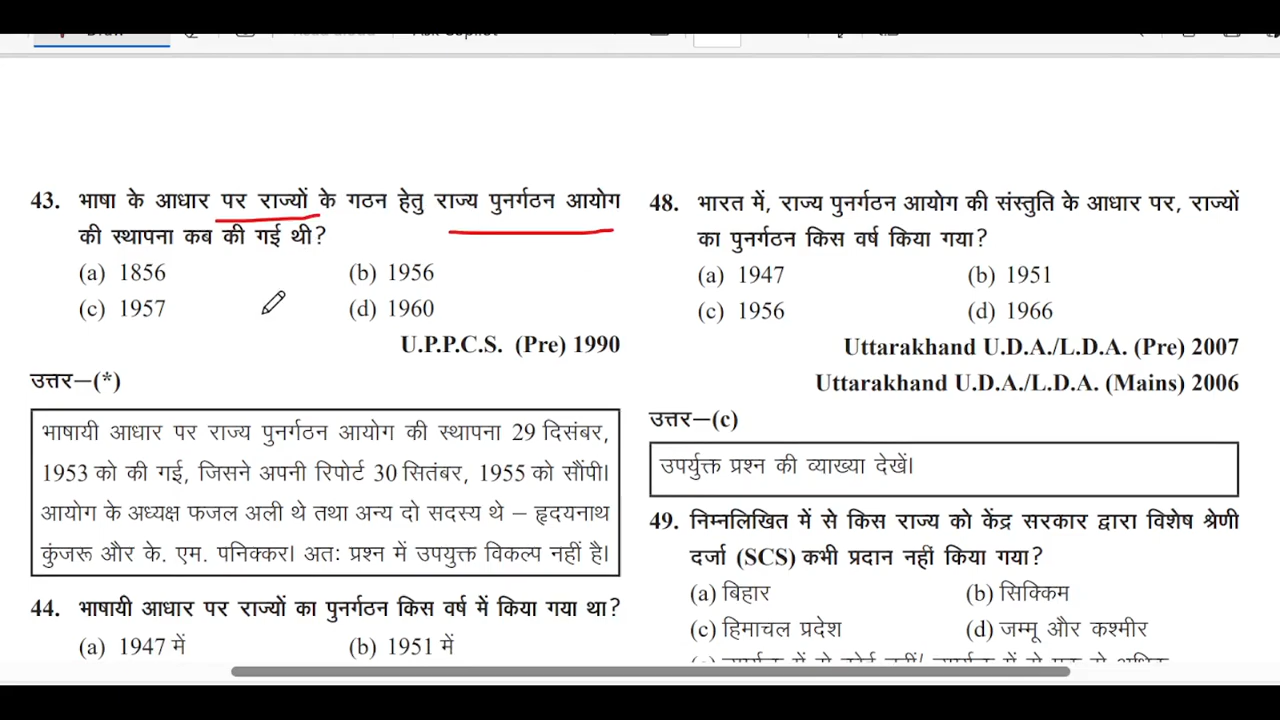 43. भाषा के आधार पर राज्यों के गठन हेतु राज्य पुनर्गठन आयोग
की स्थापना कब की गई थी?
(a) 1856 (b) 1956
(c) 1957 (d) 1960
U.P.P.C.S. (Pre) 1990
उत्तर–(*)
भाषायी आधार पर राज्य पुनर्गठन आयोग की स्थापना 29 दिसंबर,
1953 को की गई, जिसने अपनी रिपोर्ट 30 सितंबर, 1955 को सौंपी।
आयोग के अध्यक्ष फजल अली थे तथा अन्य दो सदस्य थे – हृदयनाथ
कुंजरू और के. एम. पनिक्कर। अतः प्रश्न में उपयुक्त विकल्प नहीं है।
44. भाषायी आधार पर राज्यों का पुनर्गठन किस वर्ष में किया गया था?
(a) 1947 में (b) 1951 में
48. भारत में, राज्य पुनर्गठन आयोग की संस्तुति के आधार पर, राज्यों
का पुनर्गठन किस वर्ष किया गया?
(a) 1947 (b) 1951
(c) 1956 (d) 1966
Uttarakhand U.D.A./L.D.A. (Pre) 2007
Uttarakhand U.D.A./L.D.A. (Mains) 2006
उत्तर–(c)
उपर्युक्त प्रश्न की व्याख्या देखें।
49. निम्नलिखित में से किस राज्य को केंद्र सरकार द्वारा विशेष श्रेणी
दर्जा (SCS) कभी प्रदान नहीं किया गया?
(a) बिहार (b) सिक्किम
(c) हिमाचल प्रदेश (d) जम्मू और कश्मीर